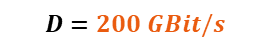 D = 200 GBit/s